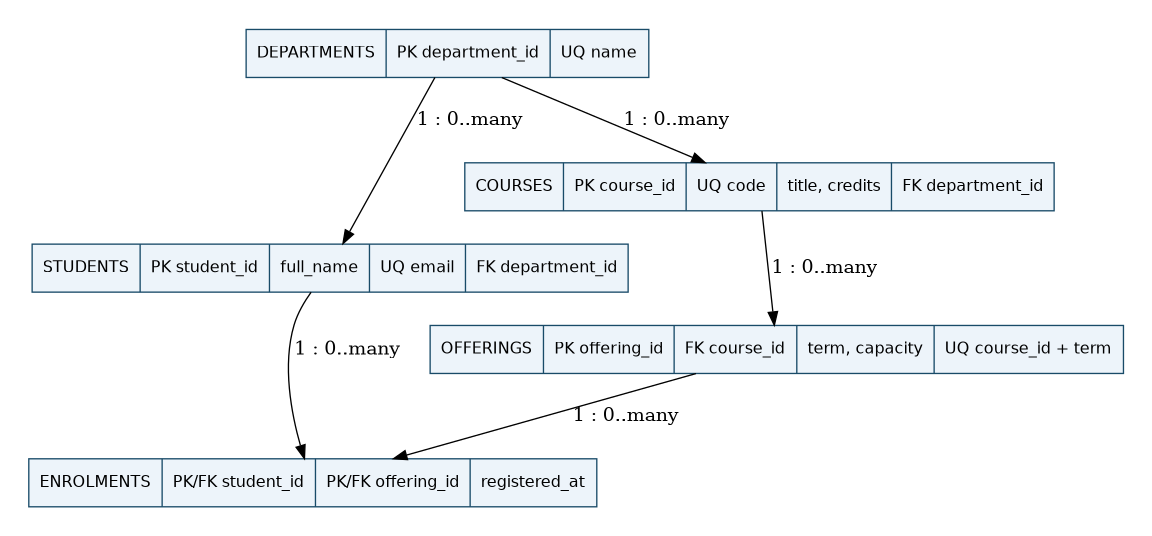 DEPARTMENTS PK department_id UQ name
1 : 0..many 1 : 0..many
COURSES PK course_id UQ code title, credits FK department_id
STUDENTS PK student_id full_name UQ email FK department_id
1 : 0..many
OFFERINGS PK offering_id FK course_id term, capacity UQ course_id + term
1 : 0..many
1 : 0..many
ENROLMENTS PK/FK student_id PK/FK offering_id registered_at